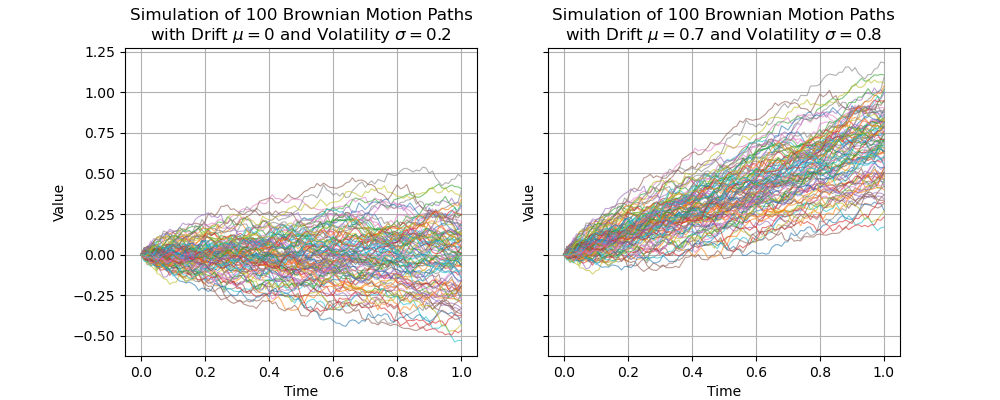 Simulation of 100 Brownian Motion Paths
with Drift μ = 0 and Volatility σ = 0.2
1.25
1.00
0.75
0.50
0.25
0.00
−0.25
−0.50
Value
0.0 0.2 0.4 0.6 0.8 1.0
Time
Simulation of 100 Brownian Motion Paths
with Drift μ = 0.7 and Volatility σ = 0.8
Value
0.0 0.2 0.4 0.6 0.8 1.0
Time